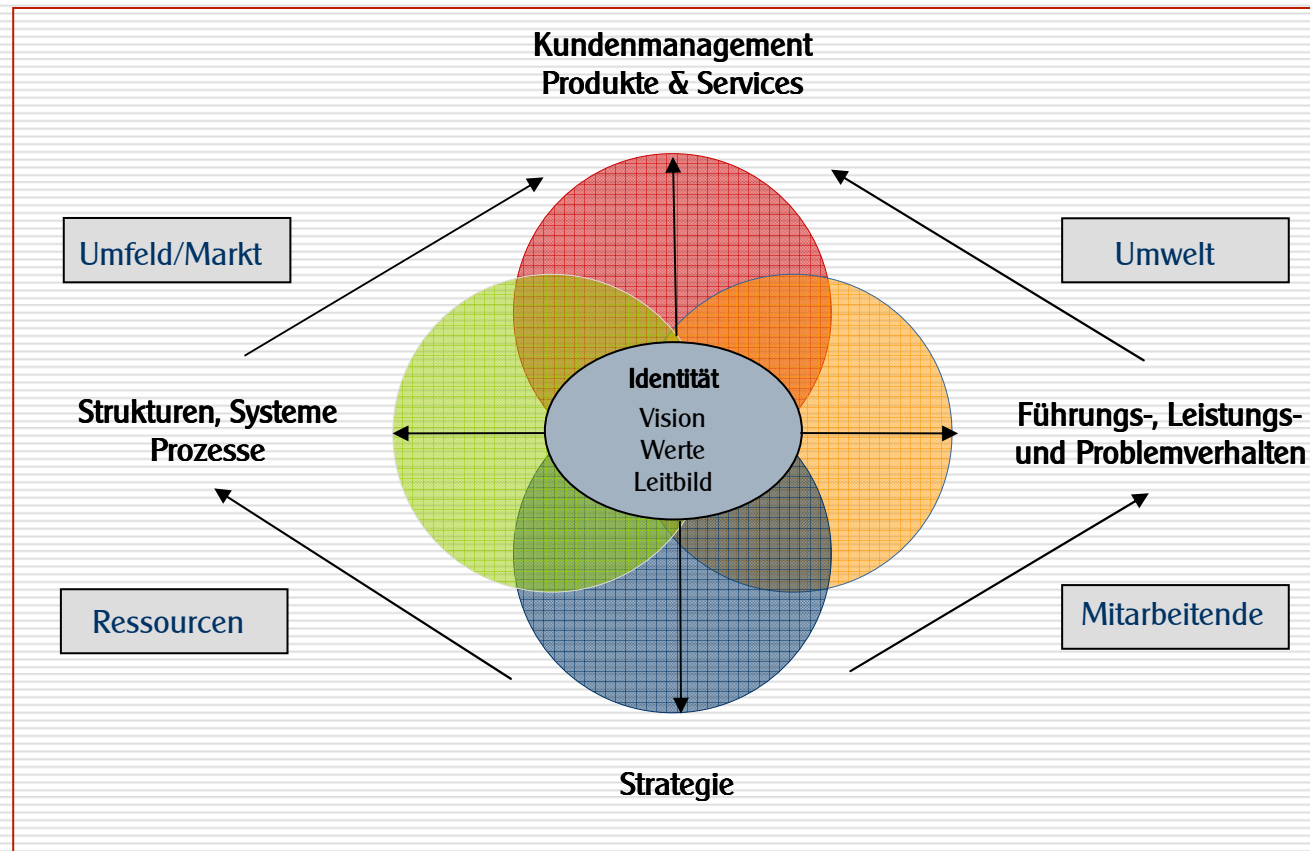 Kundenmanagement
Produkte & Services
Umfeld/Markt
Umwelt
Identität
Vision
Werte
Leitbild
Strukturen, Systeme
Prozesse
Führungs-, Leistungs-
und Problemverhalten
Ressourcen
Mitarbeitende
Strategie